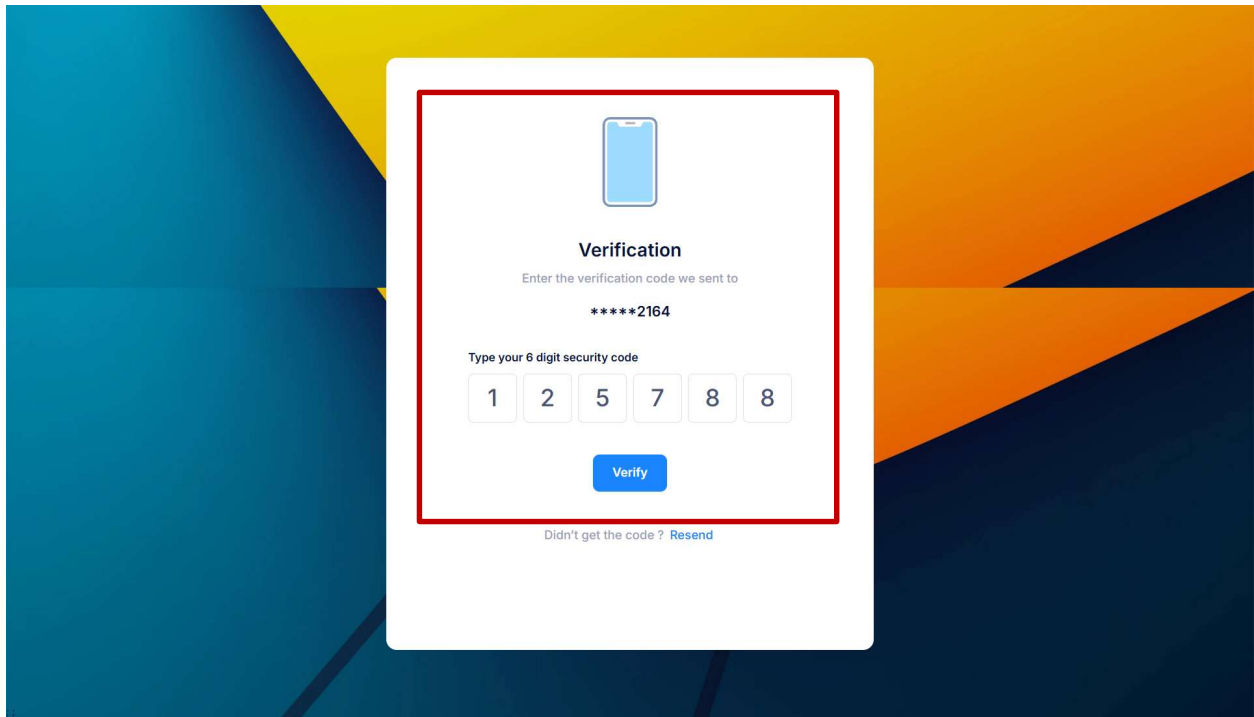 Verification
Enter the verification code we sent to
*****2164
Type your 6 digit security code
1 2 5 7 8 8
Verify
Didn't get the code ? Resend